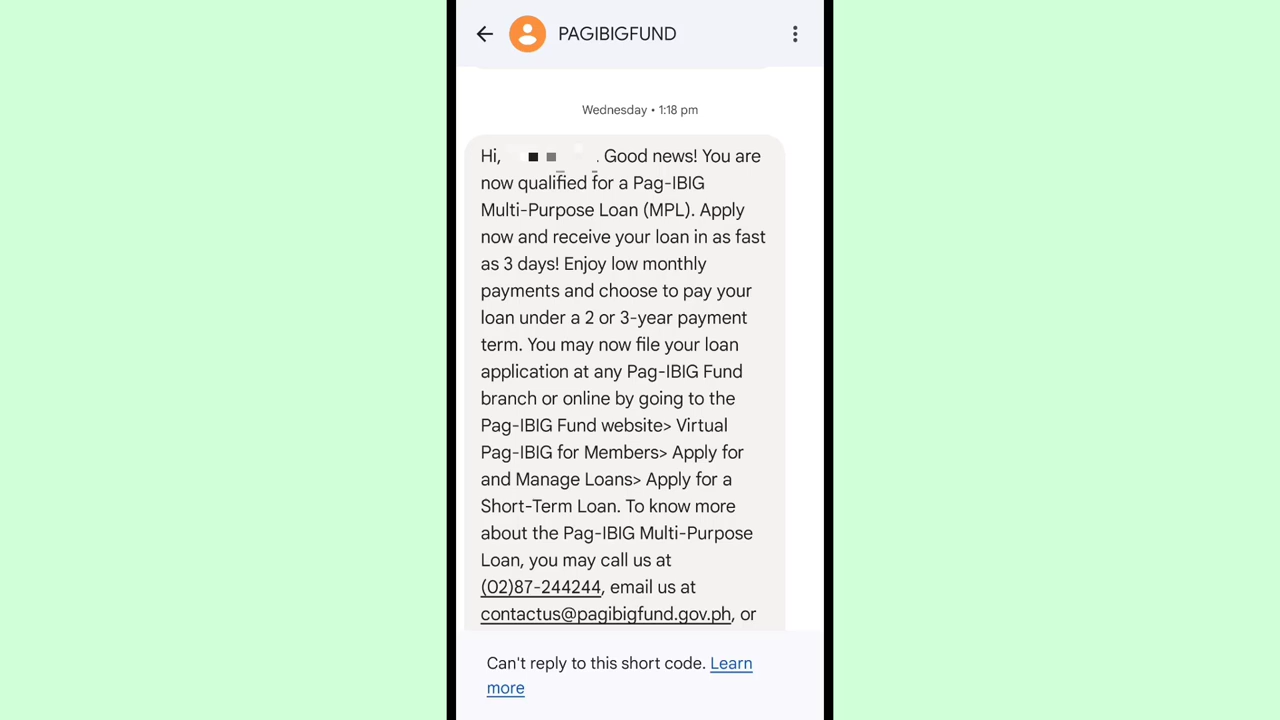 PAGIBIGFUND
Wednesday • 1:18 pm
Hi, . Good news! You are
now qualified for a Pag-IBIG
Multi-Purpose Loan (MPL). Apply
now and receive your loan in as fast
as 3 days! Enjoy low monthly
payments and choose to pay your
loan under a 2 or 3-year payment
term. You may now file your loan
application at any Pag-IBIG Fund
branch or online by going to the
Pag-IBIG Fund website> Virtual
Pag-IBIG for Members> Apply for
and Manage Loans> Apply for a
Short-Term Loan. To know more
about the Pag-IBIG Multi-Purpose
Loan, you may call us at
(02)87-244244, email us at
contactus@pagibigfund.gov.ph, or
Can't reply to this short code. Learn
more